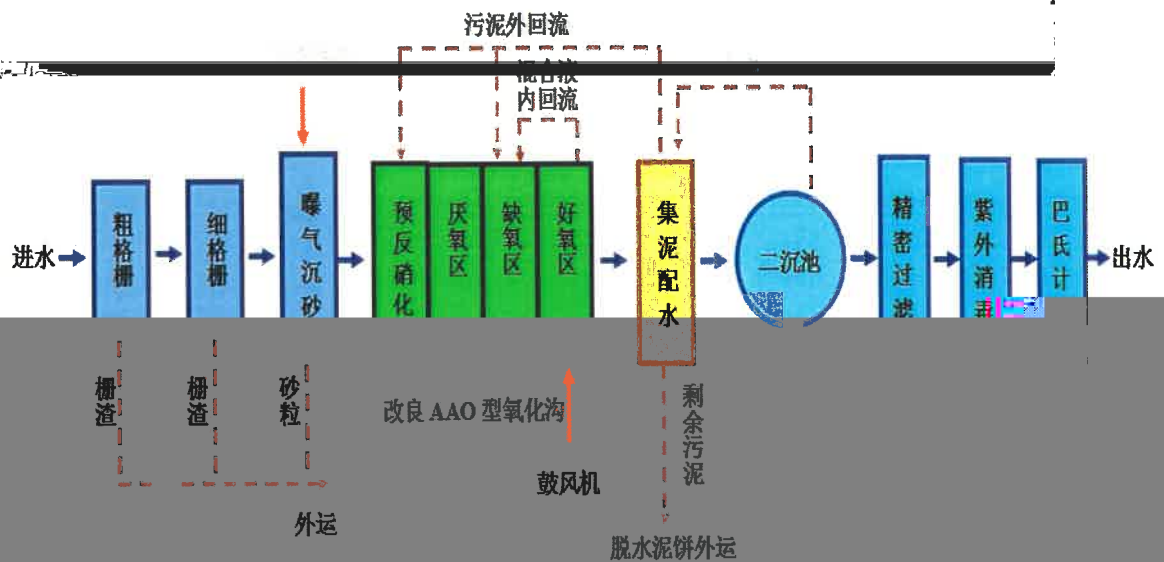 污泥外回流
混合液
内回流
进水
粗格栅
细格栅
曝气沉砂
预反硝化
厌氧区
缺氧区
好氧区
集泥配水
二沉池
精密过滤
紫外消毒
巴氏计
出水
栅渣
栅渣
砂粒
改良 AAO 型氧化沟
剩余污泥
鼓风机
外运
脱水泥饼外运